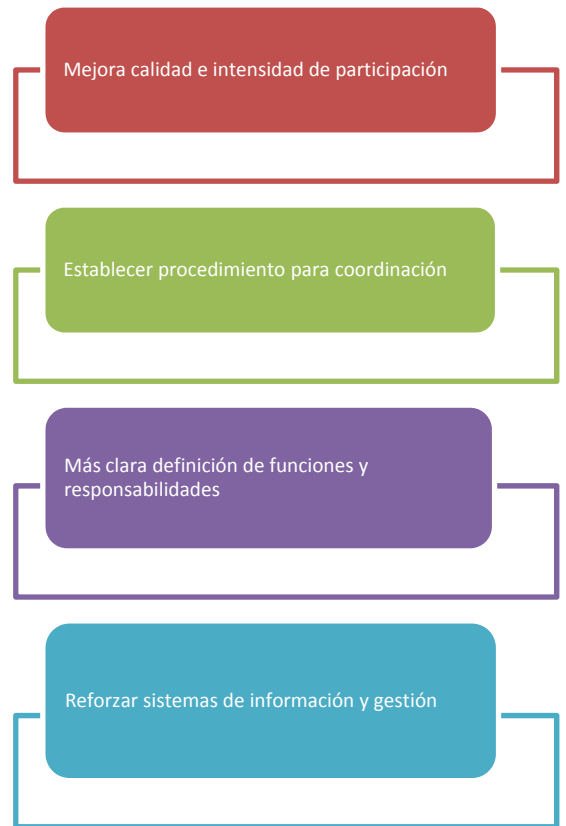 Mejora calidad e intensidad de participación
Establecer procedimiento para coordinación
Más clara definición de funciones y
responsabilidades
Reforzar sistemas de información y gestión